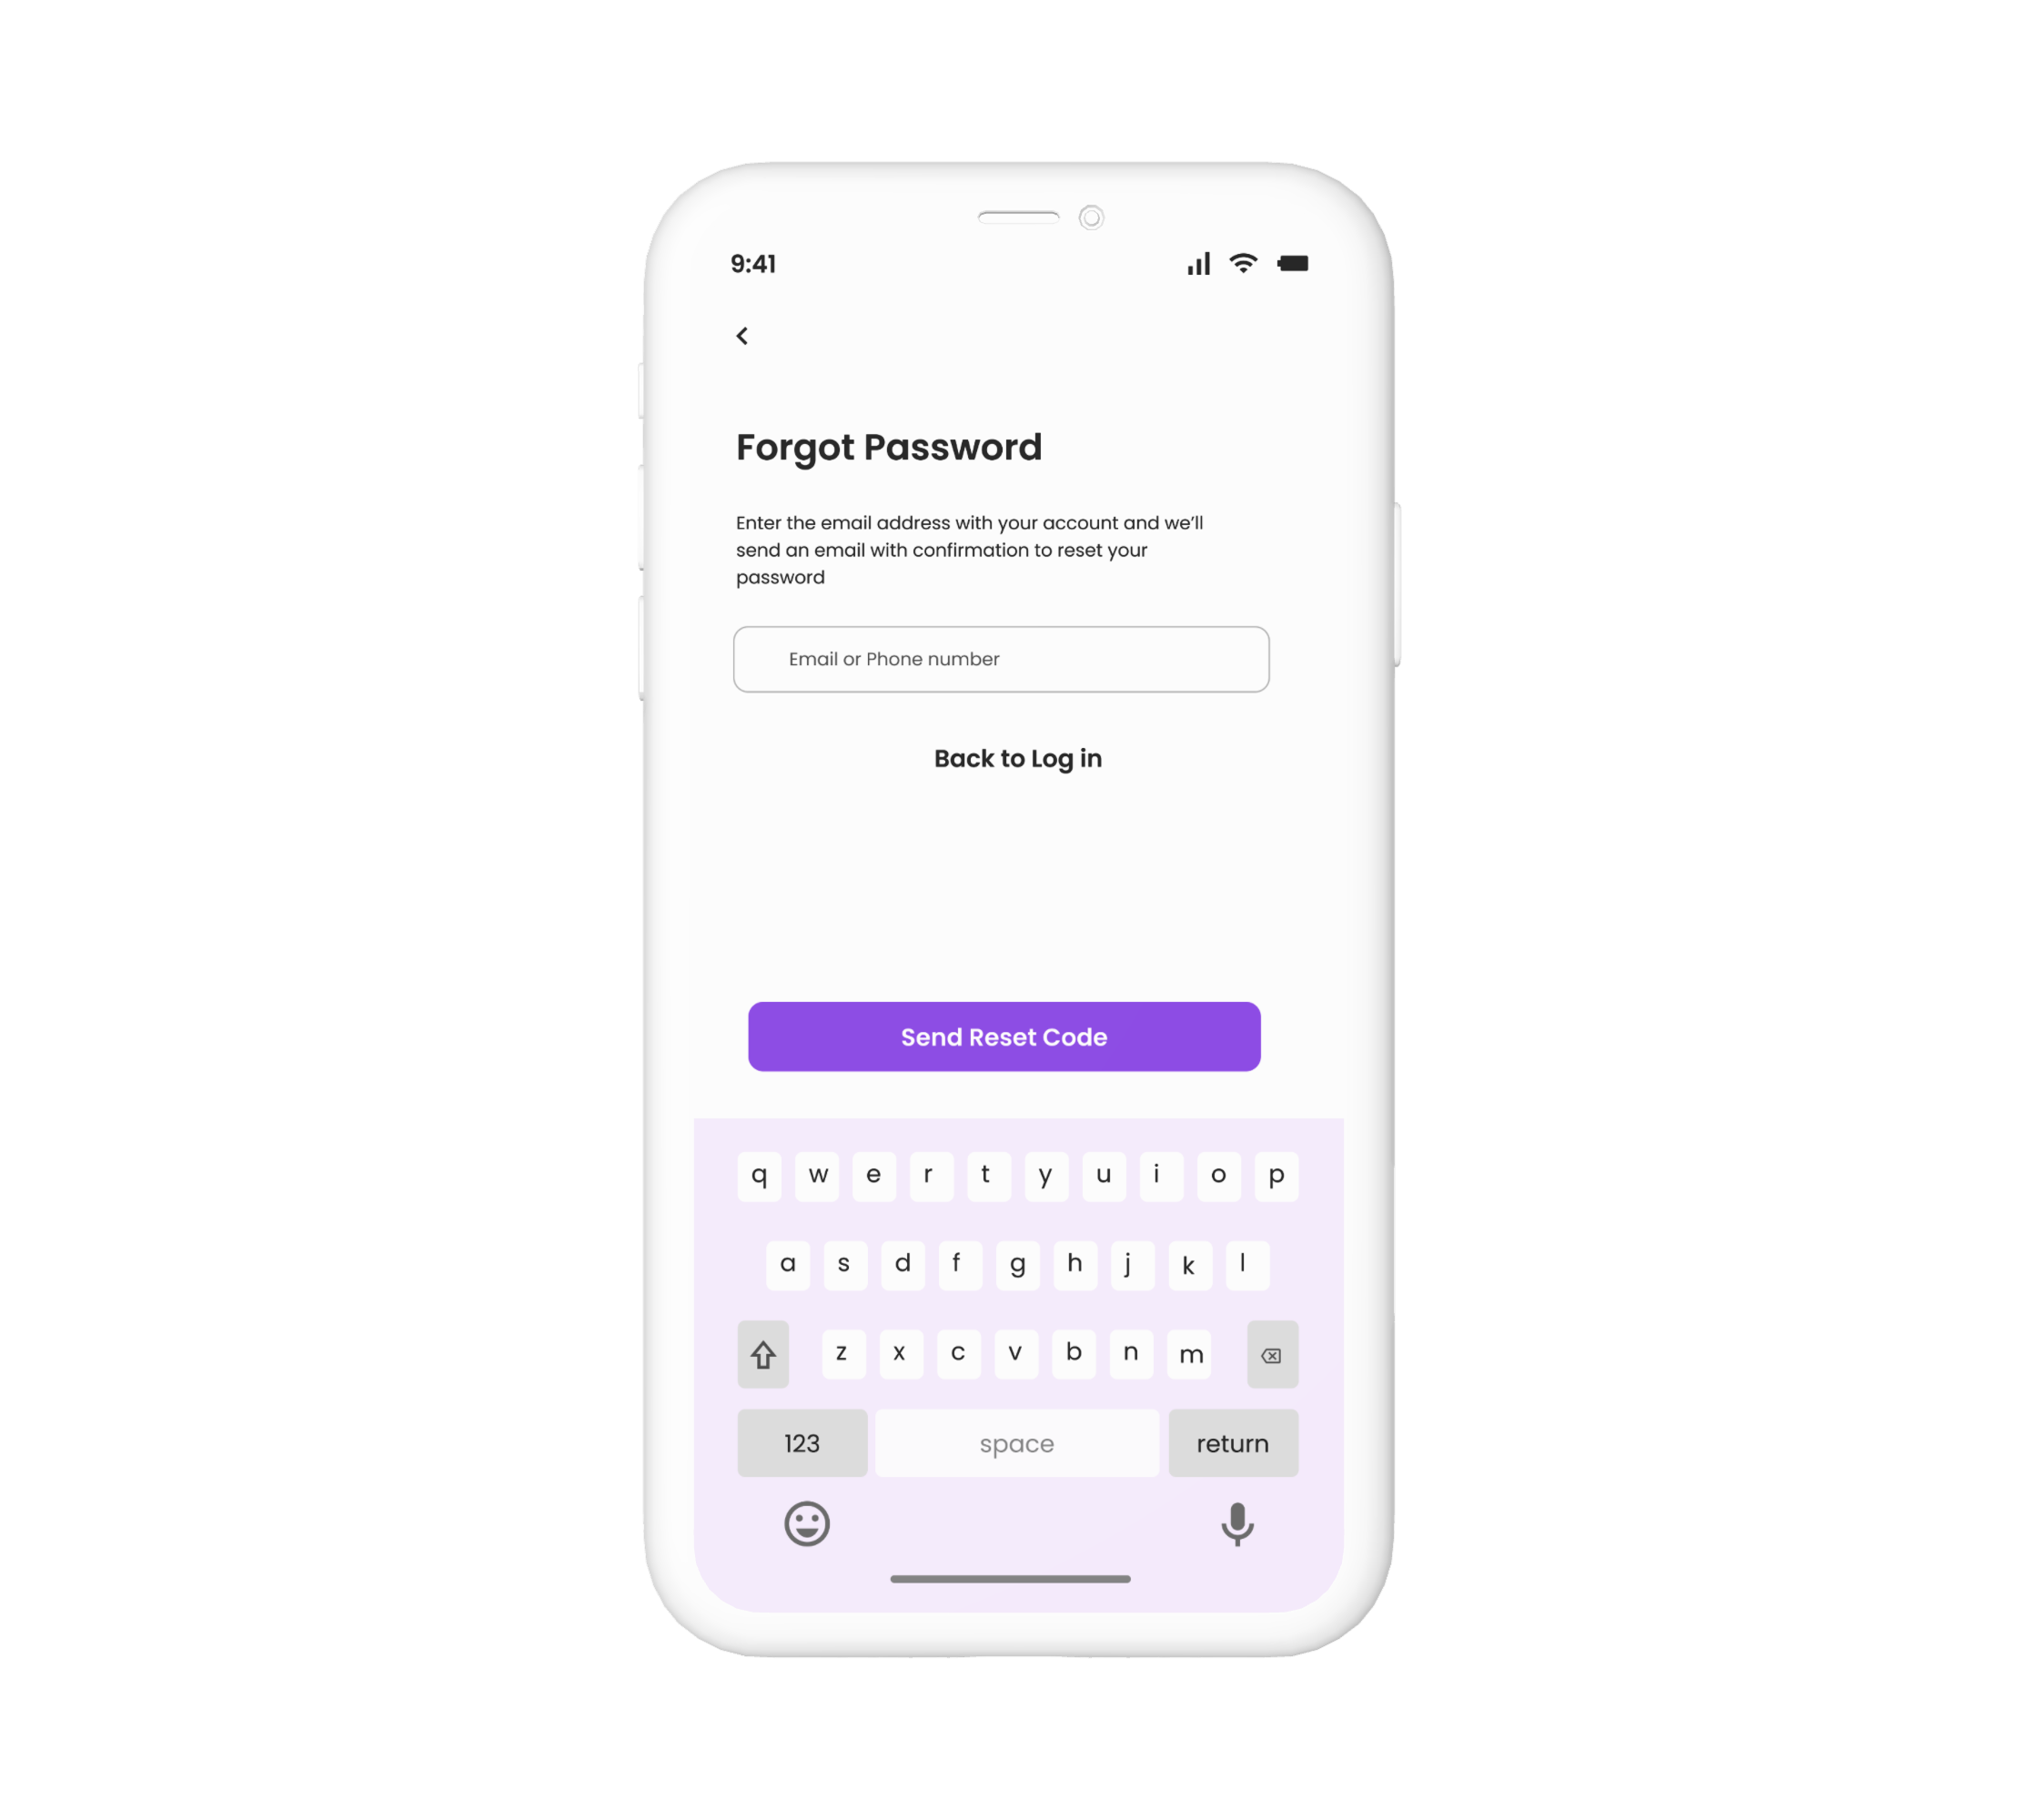 9:41
Forgot Password
Enter the email address with your account and we’ll
send an email with confirmation to reset your
password
Email or Phone number
Back to Log in
Send Reset Code
q w e r t y u i o p
a s d f g h j k l
z x c v b n m
123 space return